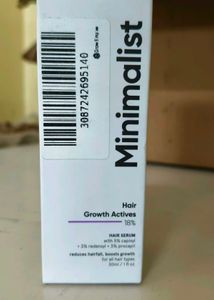 Minimalist
3087242695140
Hair
Growth Actives
18%
HAIR SERUM
with 5% capixyl
+ 3% redensyl + 3% procapil
reduces hairfall, boosts growth
for all hair types
30ml / 1 fl oz